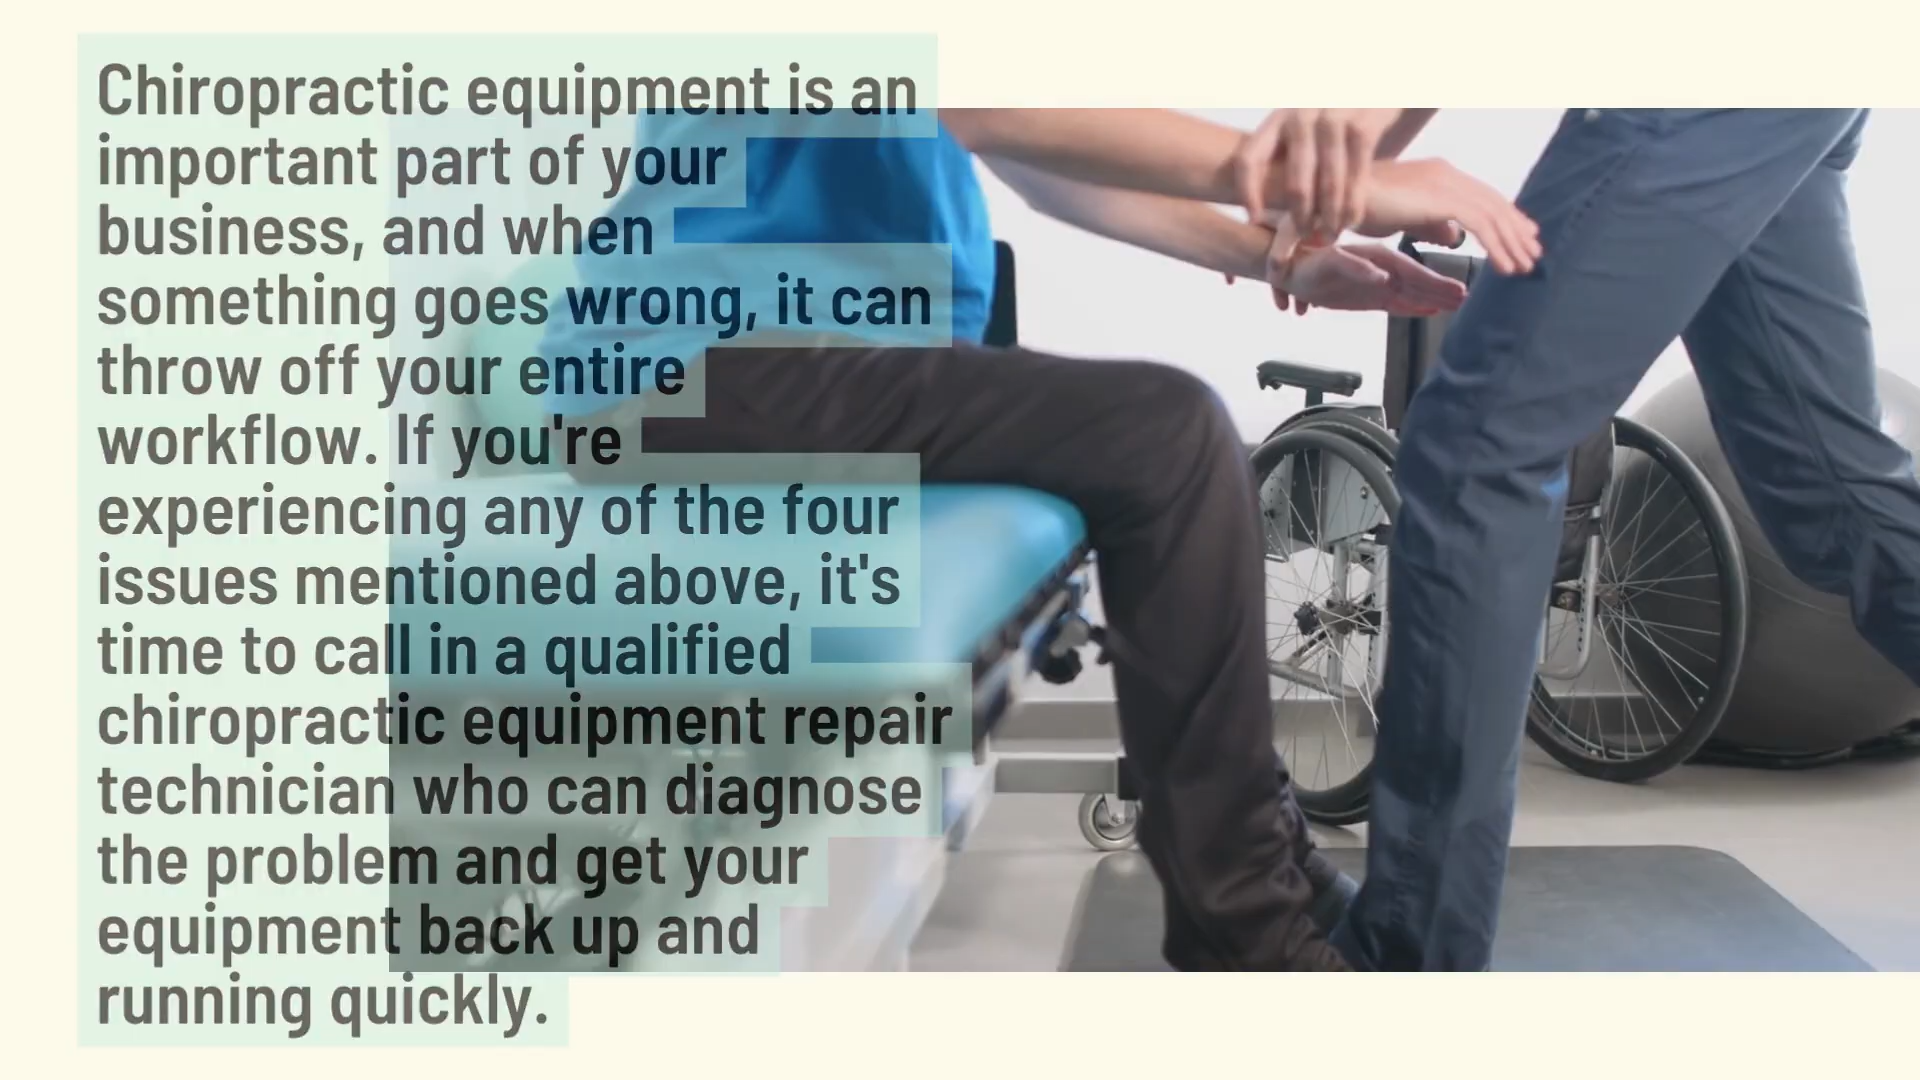 Chiropractic equipment is an
important part of your
business, and when
something goes wrong, it can
throw off your entire
workflow. If you're
experiencing any of the four
issues mentioned above, it's
time to call in a qualified
chiropractic equipment repair
technician who can diagnose
the problem and get your
equipment back up and
running quickly.